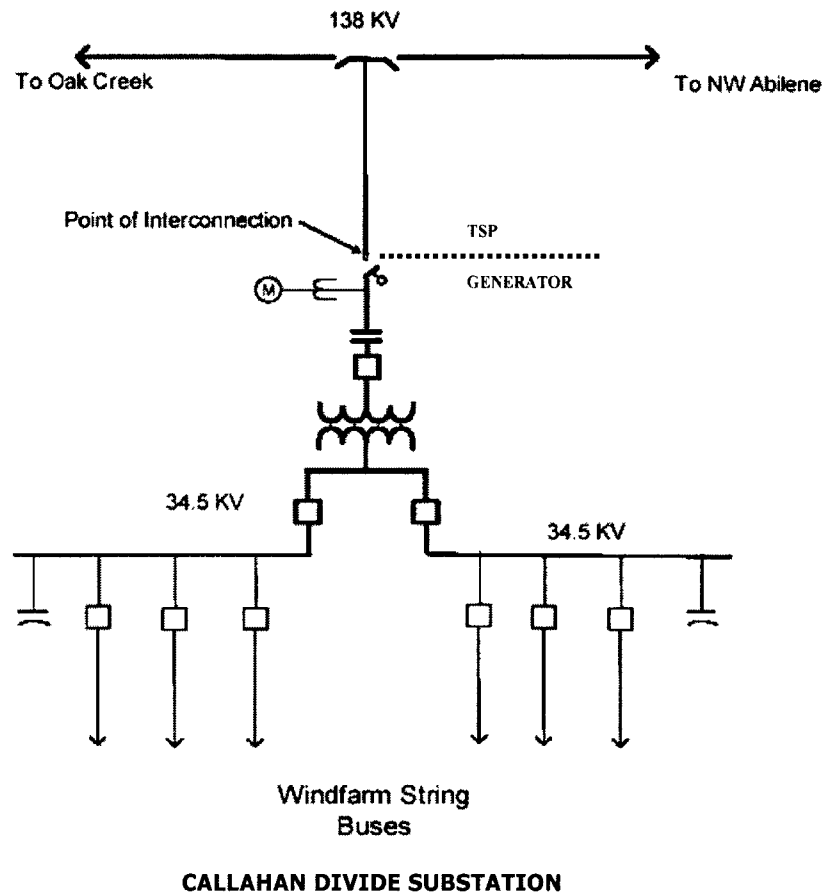 138 KV
To Oak Creek
To NW Abilene
Point of Interconnection
TSP
GENERATOR
M
34.5 KV
34.5 KV
Windfarm String
Buses
CALLAHAN DIVIDE SUBSTATION